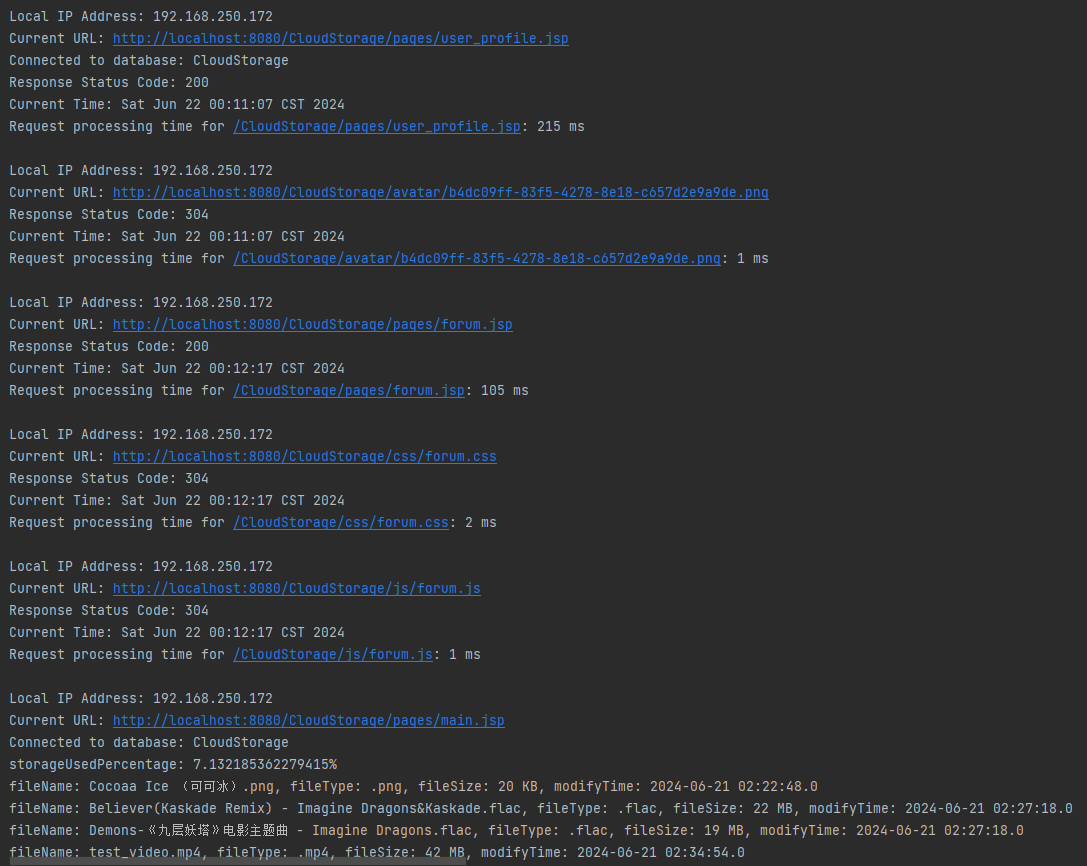 Local IP Address: 192.168.250.172
Current URL: http://localhost:8080/CloudStorage/pages/user_profile.jsp
Connected to database: CloudStorage
Response Status Code: 200
Current Time: Sat Jun 22 00:11:07 CST 2024
Request processing time for /CloudStorage/pages/user_profile.jsp: 215 ms
Local IP Address: 192.168.250.172
Current URL: http://localhost:8080/CloudStorage/avatar/b4dc09ff-83f5-4278-8e18-c657d2e9a9de.png
Response Status Code: 304
Current Time: Sat Jun 22 00:11:07 CST 2024
Request processing time for /CloudStorage/avatar/b4dc09ff-83f5-4278-8e18-c657d2e9a9de.png: 1 ms
Local IP Address: 192.168.250.172
Current URL: http://localhost:8080/CloudStorage/pages/forum.jsp
Response Status Code: 200
Current Time: Sat Jun 22 00:12:17 CST 2024
Request processing time for /CloudStorage/pages/forum.jsp: 105 ms
Local IP Address: 192.168.250.172
Current URL: http://localhost:8080/CloudStorage/css/forum.css
Response Status Code: 304
Current Time: Sat Jun 22 00:12:17 CST 2024
Request processing time for /CloudStorage/css/forum.css: 2 ms
Local IP Address: 192.168.250.172
Current URL: http://localhost:8080/CloudStorage/js/forum.js
Response Status Code: 304
Current Time: Sat Jun 22 00:12:17 CST 2024
Request processing time for /CloudStorage/js/forum.js: 1 ms
Local IP Address: 192.168.250.172
Current URL: http://localhost:8080/CloudStorage/pages/main.jsp
Connected to database: CloudStorage
storageUsedPercentage: 7.132185362279415%
fileName: Cocoaa Ice （可可冰）.png, fileType: .png, fileSize: 20 KB, modifyTime: 2024-06-21 02:22:48.0
fileName: Believer(Kaskade Remix) - Imagine Dragons&Kaskade.flac, fileType: .flac, fileSize: 22 MB, modifyTime: 2024-06-21 02:27:18.0
fileName: Demons-《九层妖塔》电影主题曲 - Imagine Dragons.flac, fileType: .flac, fileSize: 19 MB, modifyTime: 2024-06-21 02:27:18.0
fileName: test_video.mp4, fileType: .mp4, fileSize: 42 MB, modifyTime: 2024-06-21 02:34:54.0